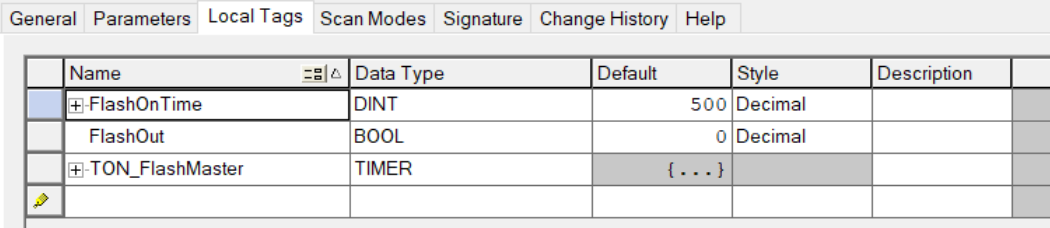 General Parameters Local Tags Scan Modes Signature Change History Help
Name Data Type Default Style Description
FlashOnTime DINT 500 Decimal
FlashOut BOOL 0 Decimal
TON_FlashMaster TIMER {...}